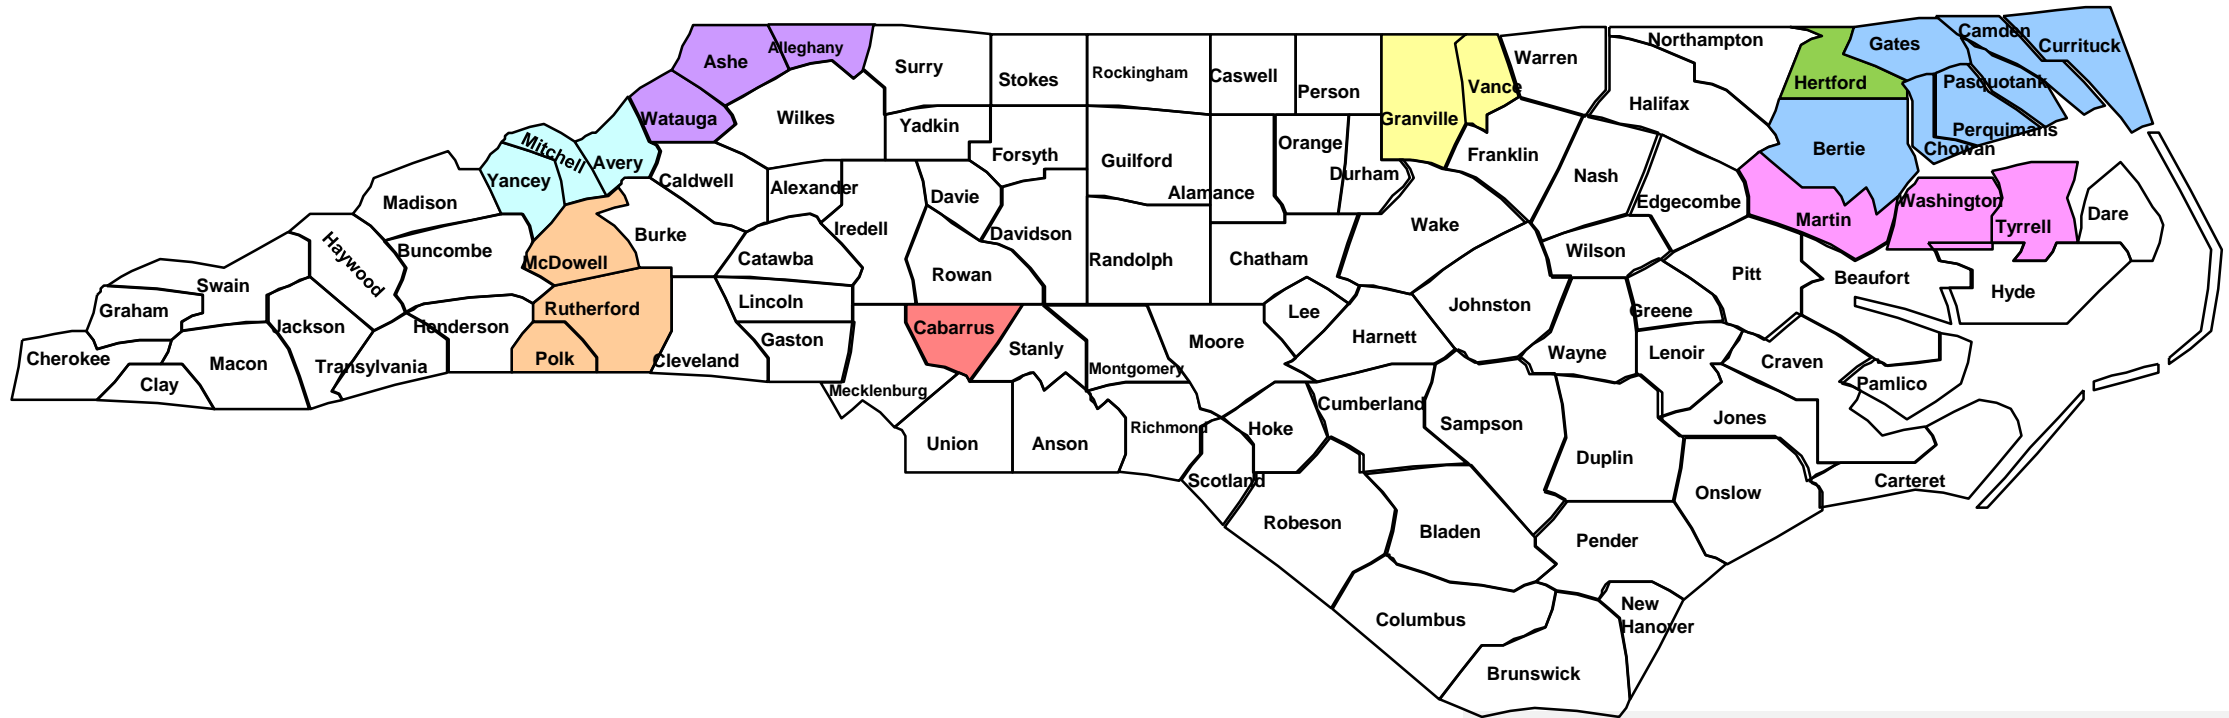 Ashe
Alleghany
Surry
Stokes
Rockingham
Caswell
Person
Granville
Vance
Warren
Northampton
Hertford
Gates
Camden
Currituck
Pasquotank
Perquimans
Chowan
Bertie
Halifax
Watauga
Wilkes
Yadkin
Forsyth
Guilford
Alamance
Orange
Durham
Franklin
Nash
Edgecombe
Martin
Washington
Tyrrell
Dare
Mitchell
Avery
Yancey
Madison
Caldwell
Alexander
Davie
Iredell
Davidson
Randolph
Chatham
Wake
Wilson
Pitt
Beaufort
Hyde
Haywood
Buncombe
McDowell
Burke
Catawba
Rowan
Swain
Graham
Jackson
Henderson
Rutherford
Lincoln
Gaston
Cabarrus
Stanly
Montgomery
Moore
Lee
Harnett
Johnston
Greene
Wayne
Lenoir
Craven
Pamlico
Cherokee
Clay
Macon
Transylvania
Polk
Cleveland
Mecklenburg
Union
Anson
Richmond
Hoke
Scotland
Cumberland
Sampson
Duplin
Jones
Onslow
Carteret
Robeson
Bladen
Pender
Columbus
New
Hanover
Brunswick